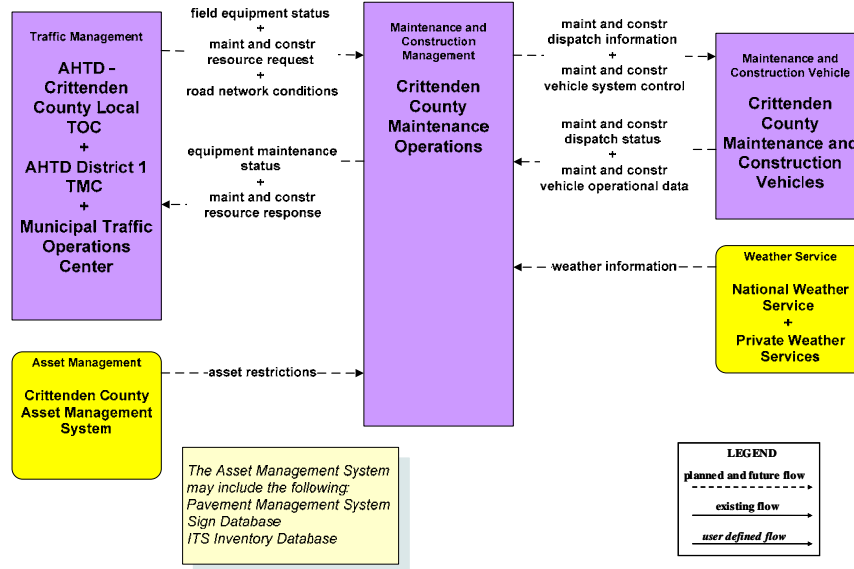 Traffic Management
AHTD –
Crittenden
County Local
TOC
+
AHTD District 1
TMC
+
Municipal Traffic
Operations
Center
field equipment status
+
maint and constr
resource request
+
road network conditions
equipment maintenance
status
+
maint and constr
resource response
Maintenance and
Construction
Management
Crittenden
County
Maintenance
Operations
maint and constr
dispatch information
+
maint and constr
vehicle system control
maint and constr
dispatch status
+
maint and constr
vehicle operational data
Maintenance and
Construction Vehicle
Crittenden
County
Maintenance and
Construction
Vehicles
weather information
Weather Service
National Weather
Service
+
Private Weather
Services
Asset Management
Crittenden County
Asset Management
System
asset restrictions
The Asset Management System
may include the following:
Pavement Management System
Sign Database
ITS Inventory Database
LEGEND
planned and future flow
existing flow
user defined flow